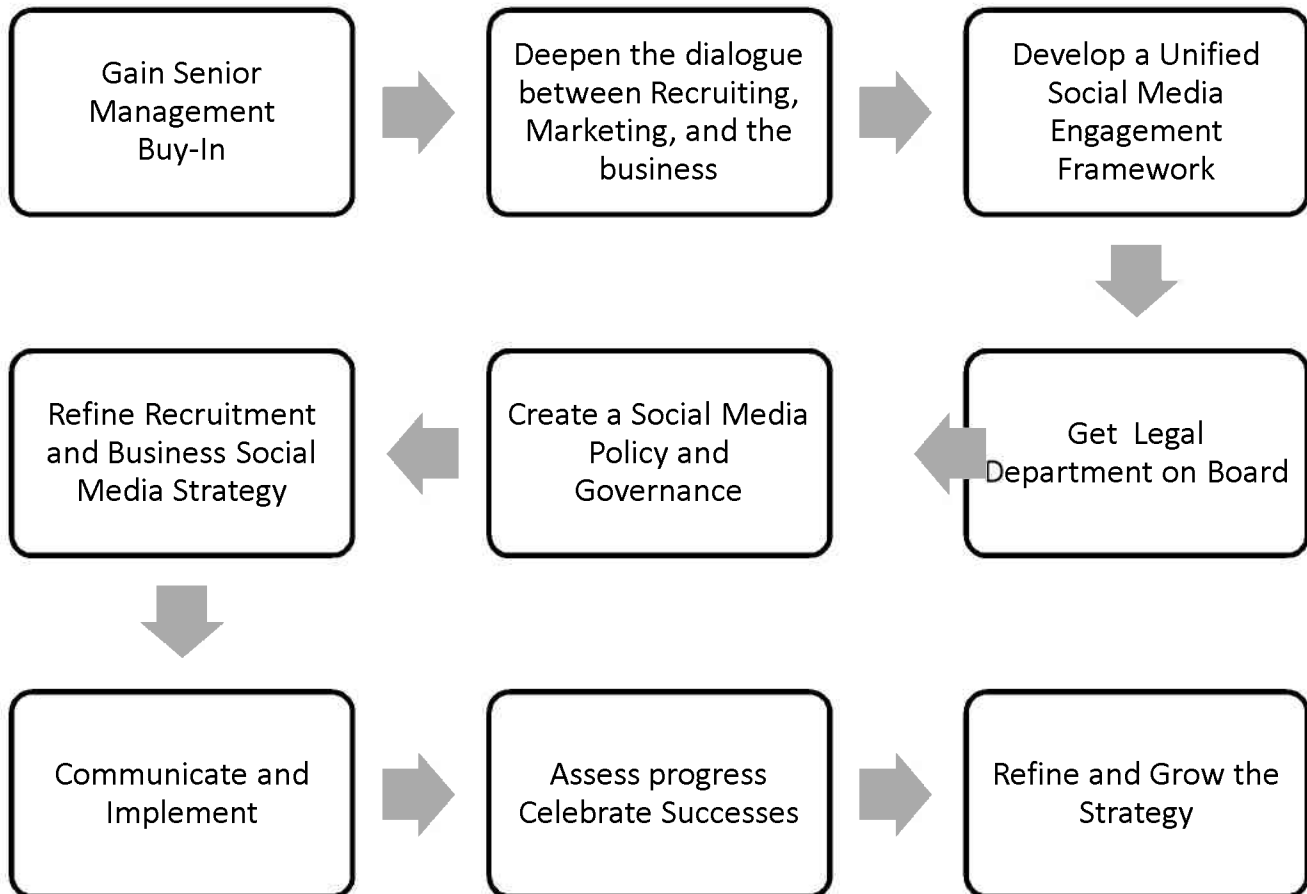 Gain Senior
Management
Buy-In
Deepen the dialogue
between Recruiting,
Marketing, and the
business
Develop a Unified
Social Media
Engagement
Framework
Get  Legal
Department on Board
Create a Social Media
Policy and
Governance
Refine Recruitment
and Business Social
Media Strategy
Communicate and
Implement
Assess progress
Celebrate Successes
Refine and Grow the
Strategy